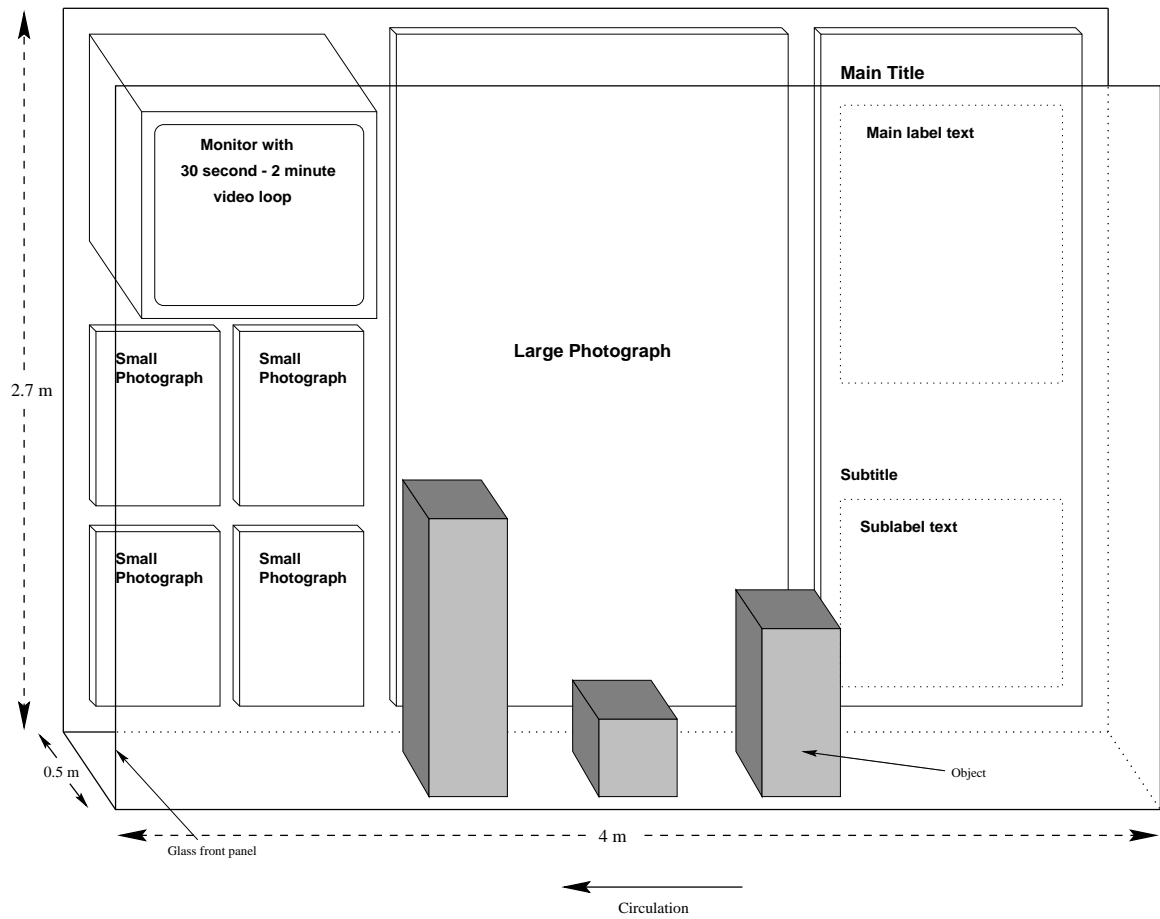 Main Title
Main label text
Monitor with
30 second - 2 minute
video loop
Large Photograph
Small
Photograph
Small
Photograph
2.7 m
Subtitle
Sublabel text
Small
Photograph
Small
Photograph
0.5 m
Object
4 m
Glass front panel
Circulation